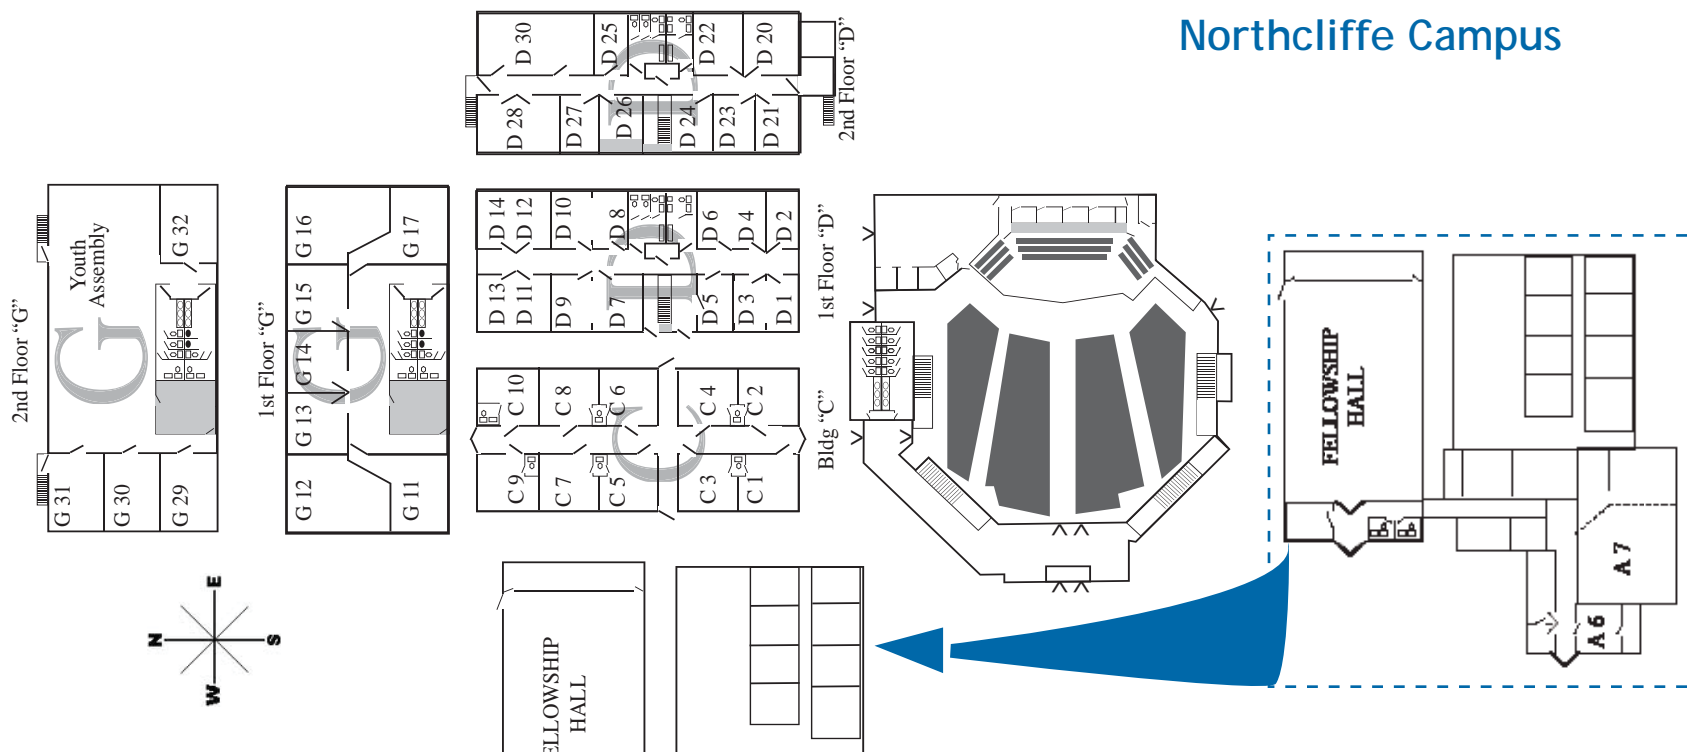 Northcliffe Campus
D 30
D 25
D 22
D 20
D 28
D 27
D 26
D 24
D 23
D 21
D
2nd Floor “D”
D 14
D 12
D 10
D 8
D 6
D 4
D 2
D 13
D 11
D 9
D 7
D 5
D 3
D 1
D
1st Floor “D”
C 10
C 8
C 6
C 4
C 2
C 9
C 7
C 5
C 3
C 1
C
Bldg “C”
2nd Floor “G”
Youth
Assembly
G 32
G
G 31
G 30
G 29
1st Floor “G”
G 16
G 17
G 15
G 14
G 13
G
G 12
G 11
N
E
S
W
FELLOWSHIP
HALL
A 7
A 6
ELLOWSHIP
HALL